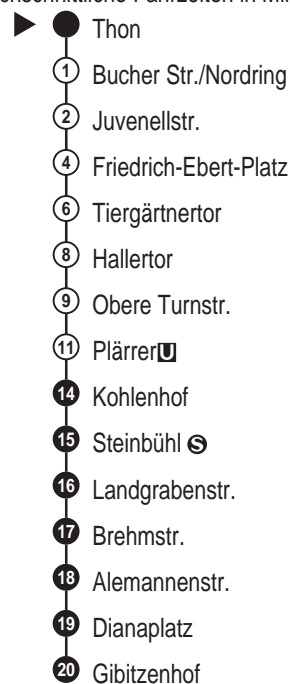 Thon
1 Bucher Str./Nordring
2 Juvenellstr.
4 Friedrich-Ebert-Platz
6 Tiergärtnertor
8 Hallertor
9 Obere Turnstr.
11 Plärrer U
14 Kohlenhof
15 Steinbühl S
16 Landgrabenstr.
17 Brehmstr.
18 Alemannenstr.
19 Dianaplatz
20 Gibitzenhof